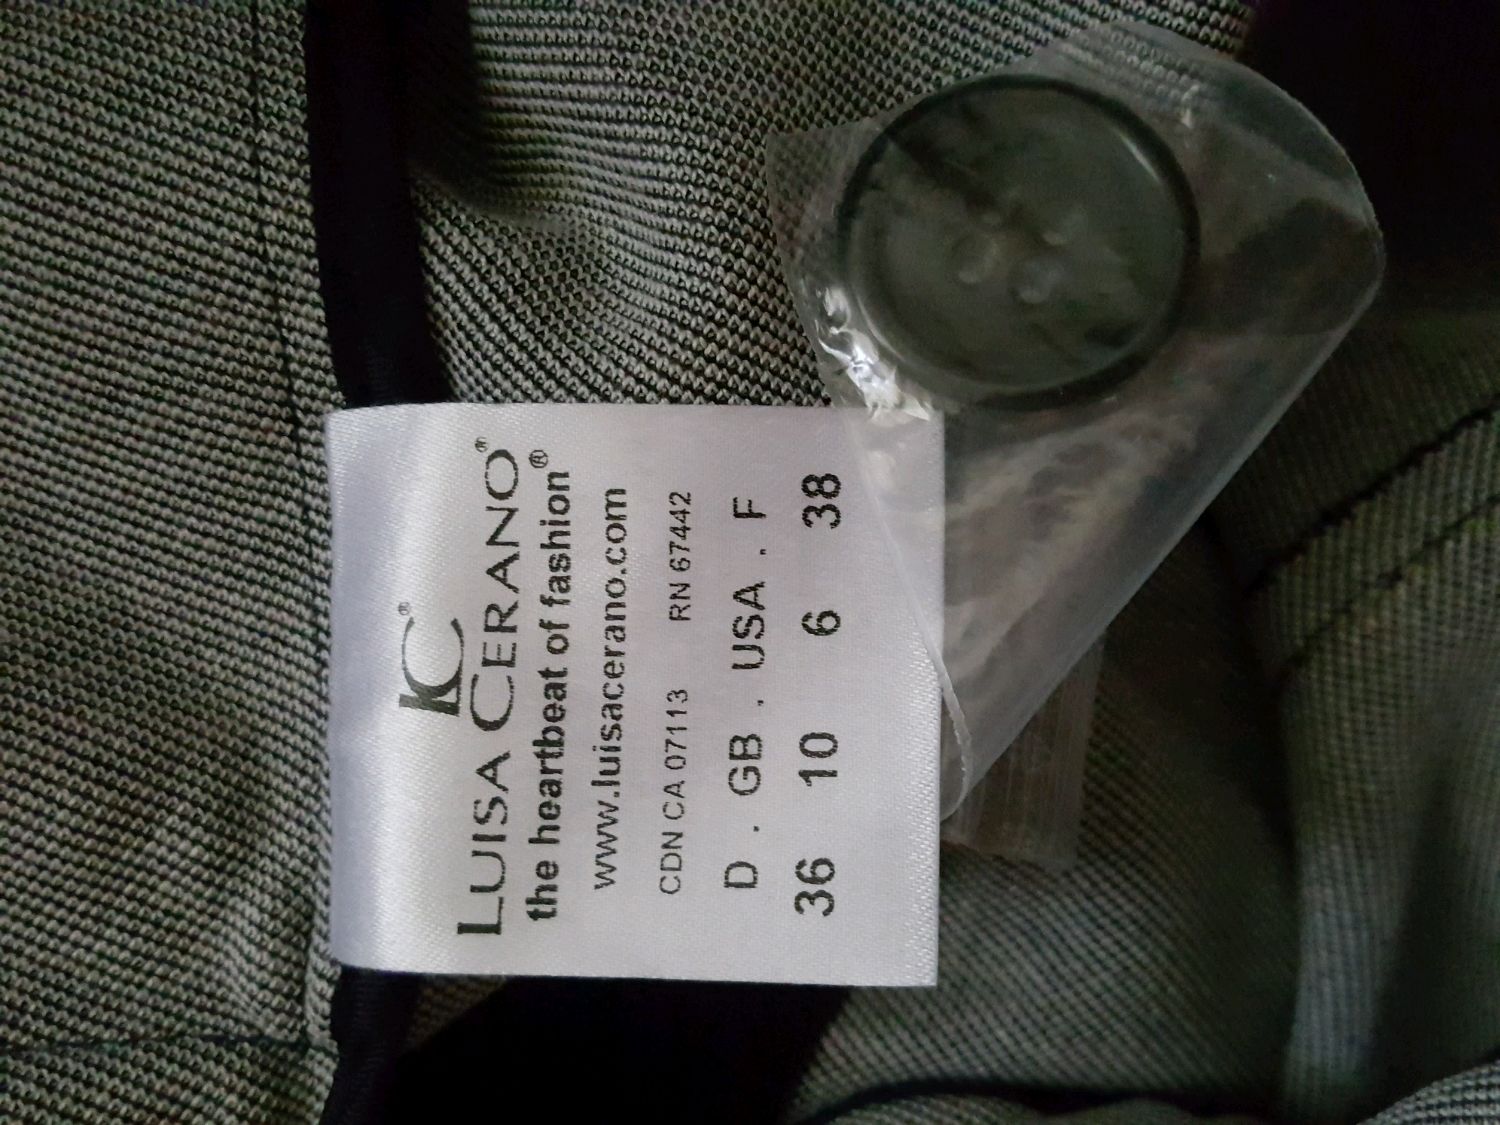 LC®
LUISA CERANO®
the heartbeat of fashion®
www.luisacerano.com
CDN CA 07113 RN 67442
D . GB . USA . F
36 10 6 38